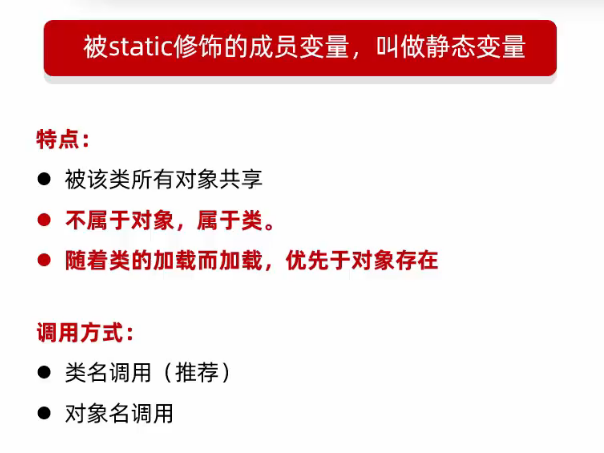 被static修饰的成员变量，叫做静态变量
特点：
● 被该类所有对象共享
● 不属于对象，属于类。
● 随着类的加载而加载，优先于对象存在
调用方式：
● 类名调用（推荐）
● 对象名调用